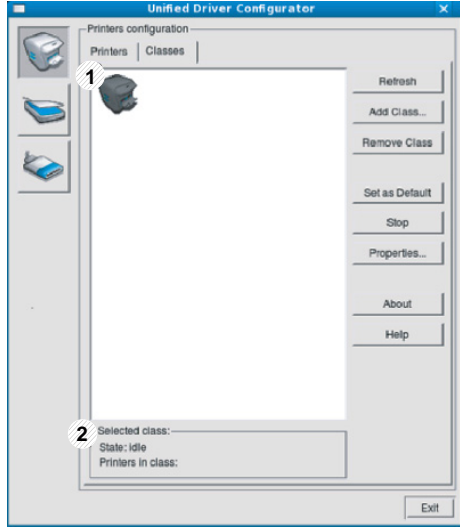 Unified Driver Configurator
Printers configuration
Printers
Classes
1
Refresh
Add Class...
Remove Class
Set as Default
Stop
Properties...
About
Help
2
Selected class:
State: idle
Printers in class:
Exit